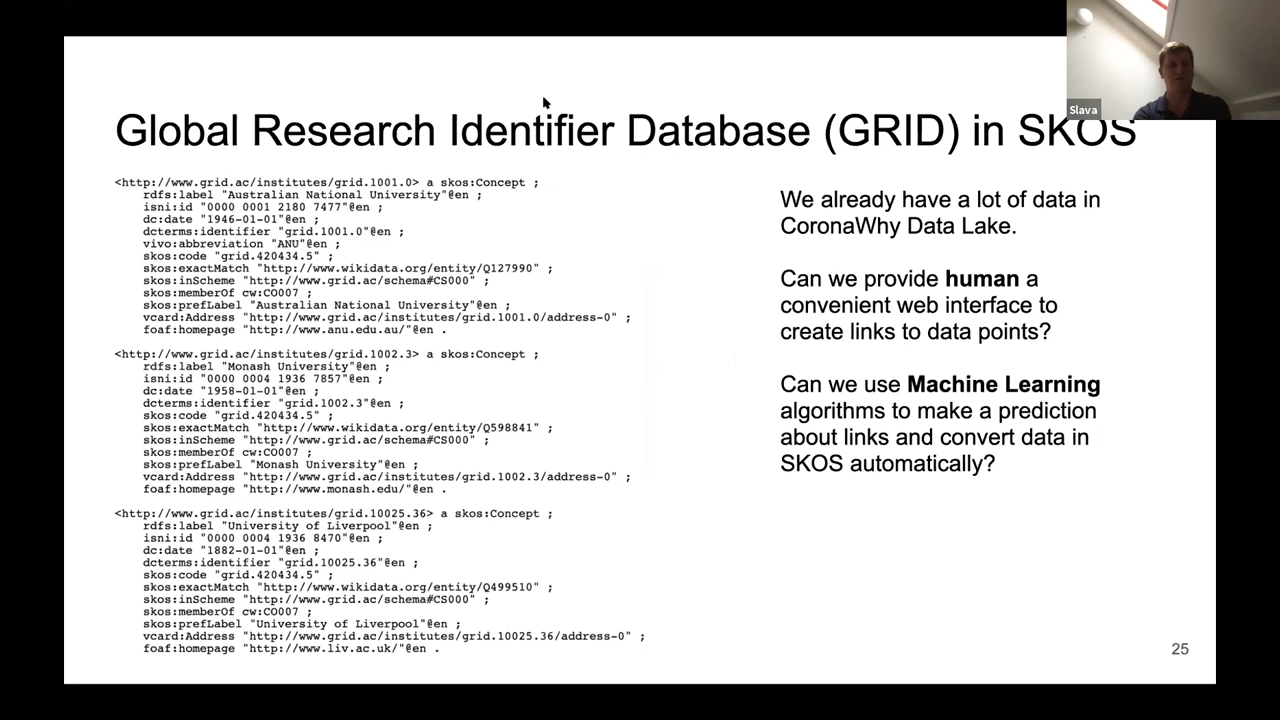 Slava
Global Research Identifier Database (GRID) in SKOS
<http://www.grid.ac/institutes/grid.1001.0> a skos:Concept ;
rdfs:label "Australian National University"@en ;
isni:id "0000 0001 2180 7477"@en ;
dc:date "1946-01-01"@en ;
dcterms:identifier "grid.1001.0"@en ;
vivo:abbreviation "ANU"@en ;
skos:code "grid.420434.5" ;
skos:exactMatch "http://www.wikidata.org/entity/Q127990" ;
skos:inScheme "http://www.grid.ac/schema#CS000" ;
skos:memberOf cw:CO007 ;
skos:prefLabel "Australian National University"@en ;
vcard:Address "http://www.grid.ac/institutes/grid.1001.0/address-0" ;
foaf:homepage "http://www.anu.edu.au/"@en .
<http://www.grid.ac/institutes/grid.1002.3> a skos:Concept ;
rdfs:label "Monash University"@en ;
isni:id "0000 0004 1936 7857"@en ;
dc:date "1958-01-01"@en ;
dcterms:identifier "grid.1002.3"@en ;
skos:code "grid.420434.5" ;
skos:exactMatch "http://www.wikidata.org/entity/Q598841" ;
skos:inScheme "http://www.grid.ac/schema#CS000" ;
skos:memberOf cw:CO007 ;
skos:prefLabel "Monash University"@en ;
vcard:Address "http://www.grid.ac/institutes/grid.1002.3/address-0" ;
foaf:homepage "http://www.monash.edu/"@en .
<http://www.grid.ac/institutes/grid.10025.36> a skos:Concept ;
rdfs:label "University of Liverpool"@en ;
isni:id "0000 0004 1936 8470"@en ;
dc:date "1882-01-01"@en ;
dcterms:identifier "grid.10025.36"@en ;
skos:code "grid.420434.5" ;
skos:exactMatch "http://www.wikidata.org/entity/Q499510" ;
skos:inScheme "http://www.grid.ac/schema#CS000" ;
skos:memberOf cw:CO007 ;
skos:prefLabel "University of Liverpool"@en ;
vcard:Address "http://www.grid.ac/institutes/grid.10025.36/address-0" ;
foaf:homepage "http://www.liv.ac.uk/"@en .
We already have a lot of data in
CoronaWhy Data Lake.
Can we provide human a
convenient web interface to
create links to data points?
Can we use Machine Learning
algorithms to make a prediction
about links and convert data in
SKOS automatically?
25